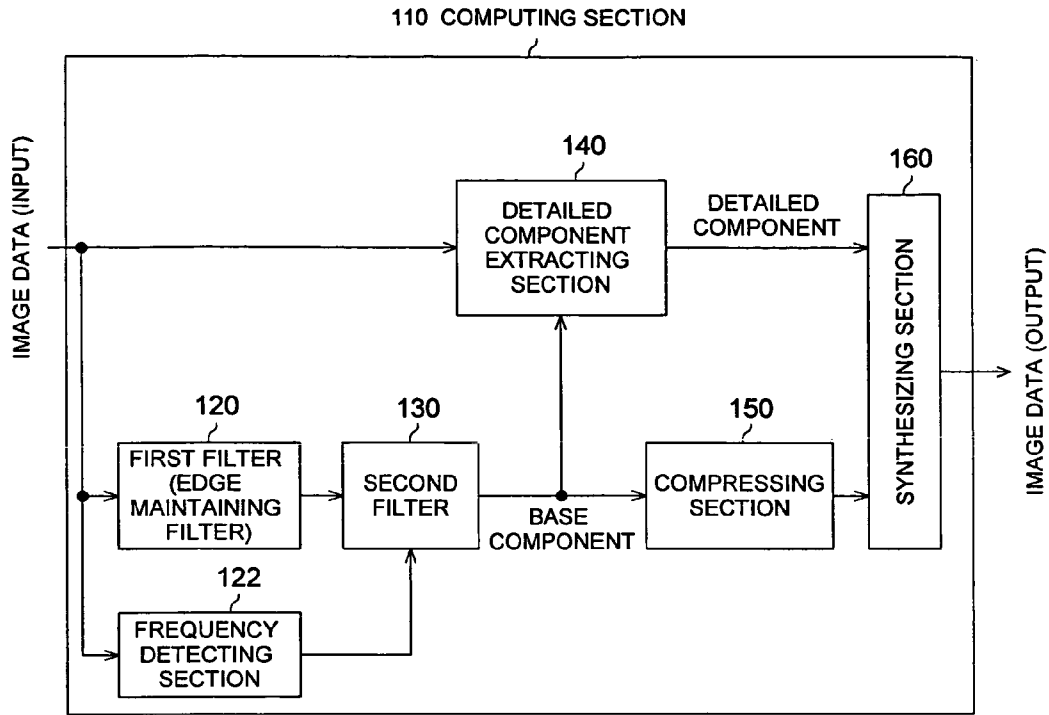 110 COMPUTING SECTION
IMAGE DATA (INPUT)
140
DETAILED
COMPONENT
EXTRACTING
SECTION
DETAILED
COMPONENT
160
SYNTHESIZING SECTION
IMAGE DATA (OUTPUT)
120
FIRST FILTER
(EDGE
MAINTAINING
FILTER)
130
SECOND
FILTER
BASE
COMPONENT
150
COMPRESSING
SECTION
122
FREQUENCY
DETECTING
SECTION